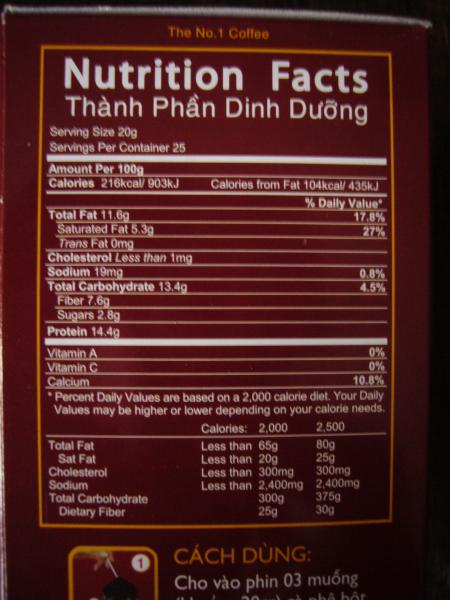 The No.1 Coffee
Nutrition Facts
Thành Phần Dinh Dưỡng
Serving Size 20g
Servings Per Container 25
Amount Per 100g
Calories 216kcal/ 903kJ Calories from Fat 104kcal/ 435kJ
% Daily Value*
Total Fat 11.6g 17.8%
Saturated Fat 5.3g 27%
Trans Fat 0mg
Cholesterol Less than 1mg
Sodium 19mg 0.8%
Total Carbohydrate 13.4g 4.5%
Fiber 7.6g
Sugars 2.8g
Protein 14.4g
Vitamin A 0%
Vitamin C 0%
Calcium 10.8%
* Percent Daily Values are based on a 2,000 calorie diet. Your Daily
Values may be higher or lower depending on your calorie needs.
Calories: 2,000 2,500
Total Fat Less than 65g 80g
Sat Fat Less than 20g 25g
Cholesterol Less than 300mg 300mg
Sodium Less than 2,400mg 2,400mg
Total Carbohydrate 300g 375g
Dietary Fiber 25g 30g
1
CÁCH DÙNG:
Cho vào phin 03 muỗng